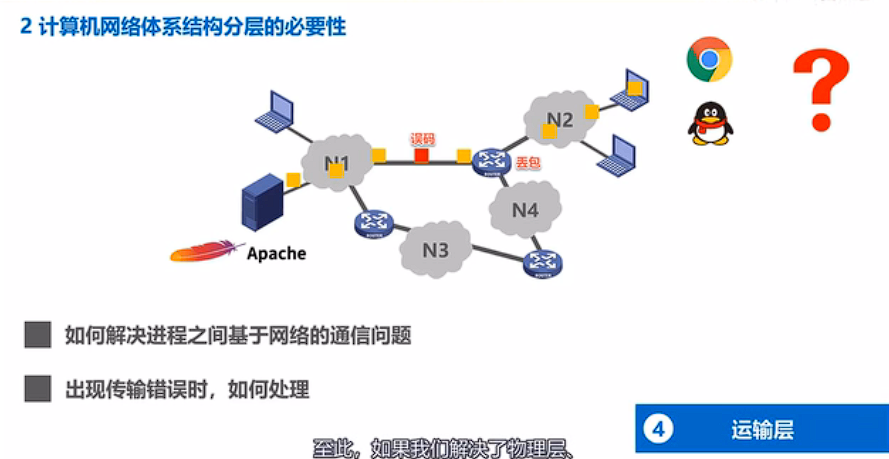 2 计算机网络体系结构分层的必要性
误码
N1
N2
丢包
ROUTER
N4
ROUTER
Apache
N3
ROUTER
如何解决进程之间基于网络的通信问题
出现传输错误时，如何处理
4 运输层
至此，如果我们解决了物理层、